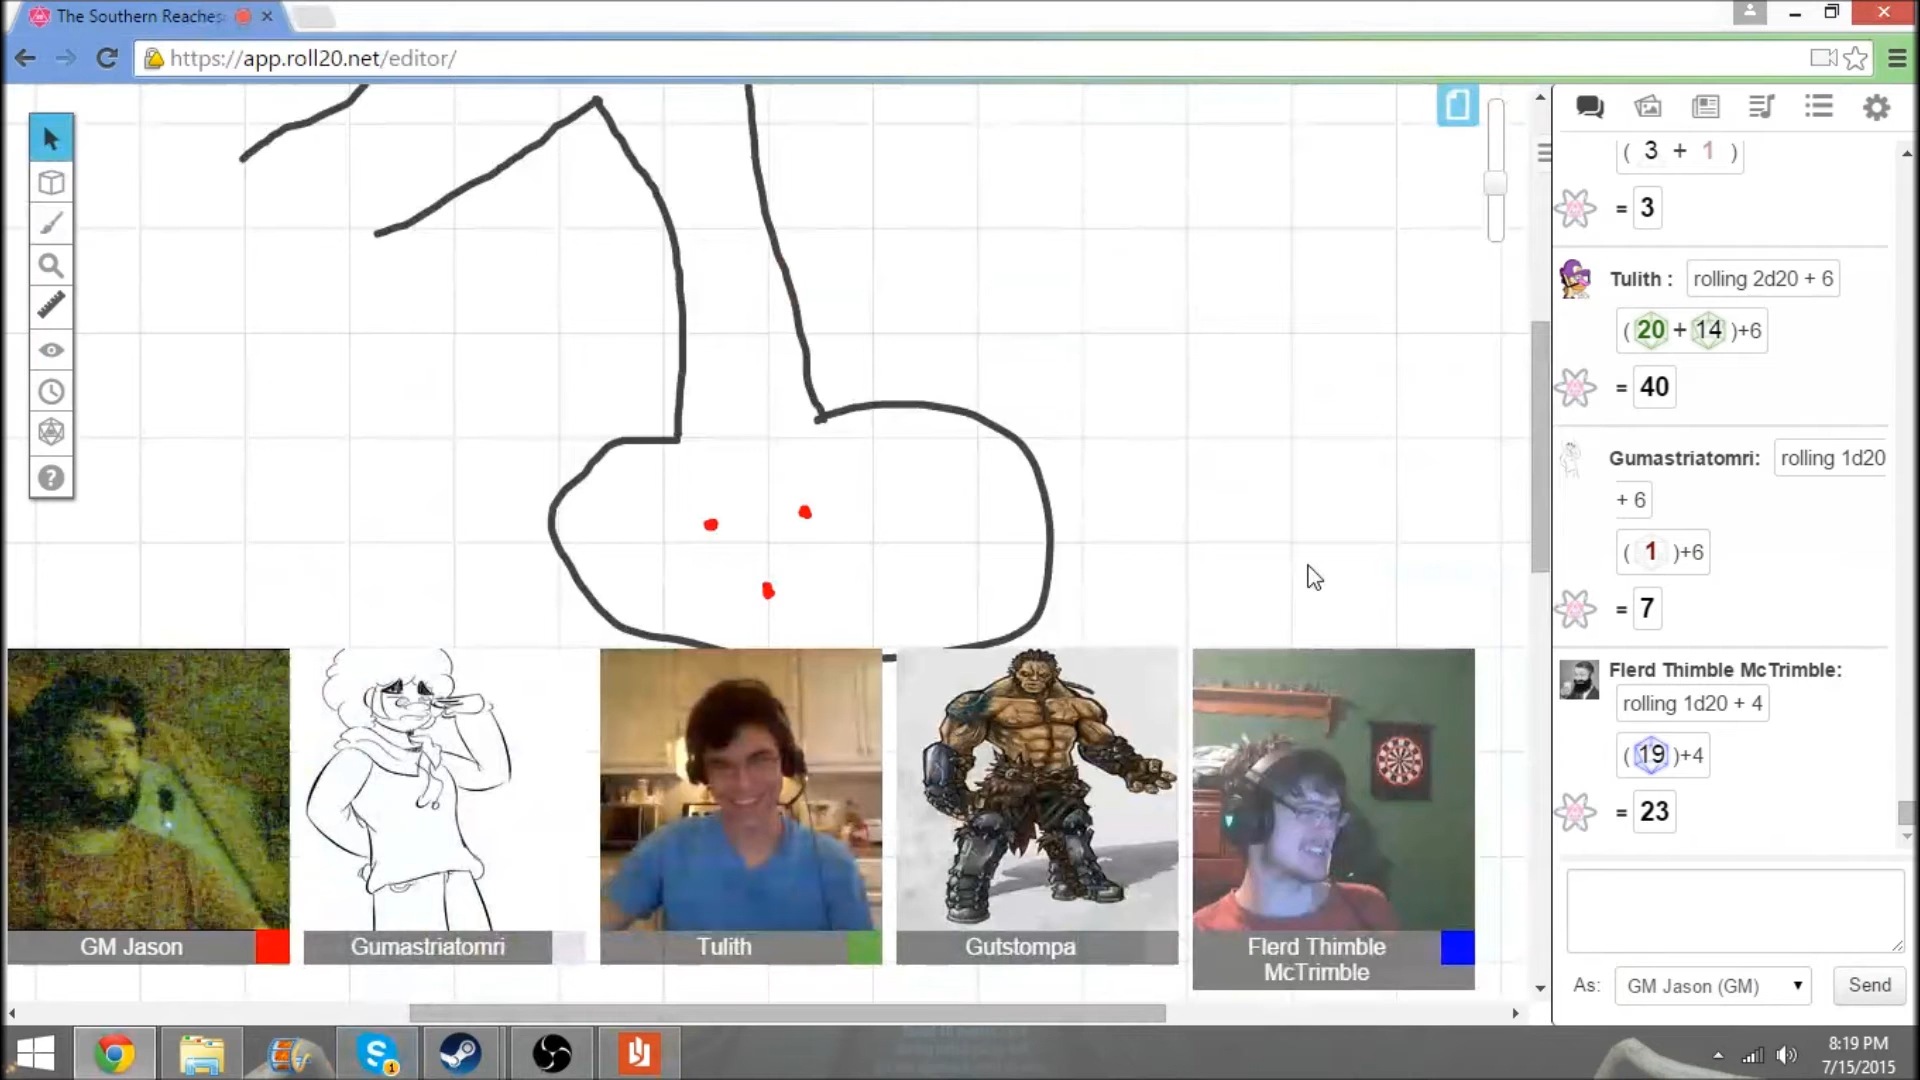 The Southern Reaches
https://app.roll20.net/editor/
( 3 + 1 )
= 3
Tulith : rolling 2d20 + 6
( 20 + 14 )+6
= 40
Gumastriatomri: rolling 1d20
+ 6
( 1 )+6
= 7
Flerd Thimble McTrimble:
rolling 1d20 + 4
( 19 )+4
= 23
GM Jason
Gumastriatomri
Tulith
Gutstompa
Flerd Thimble
McTrimble
As: GM Jason (GM) Send
1
8:19 PM
7/15/2015